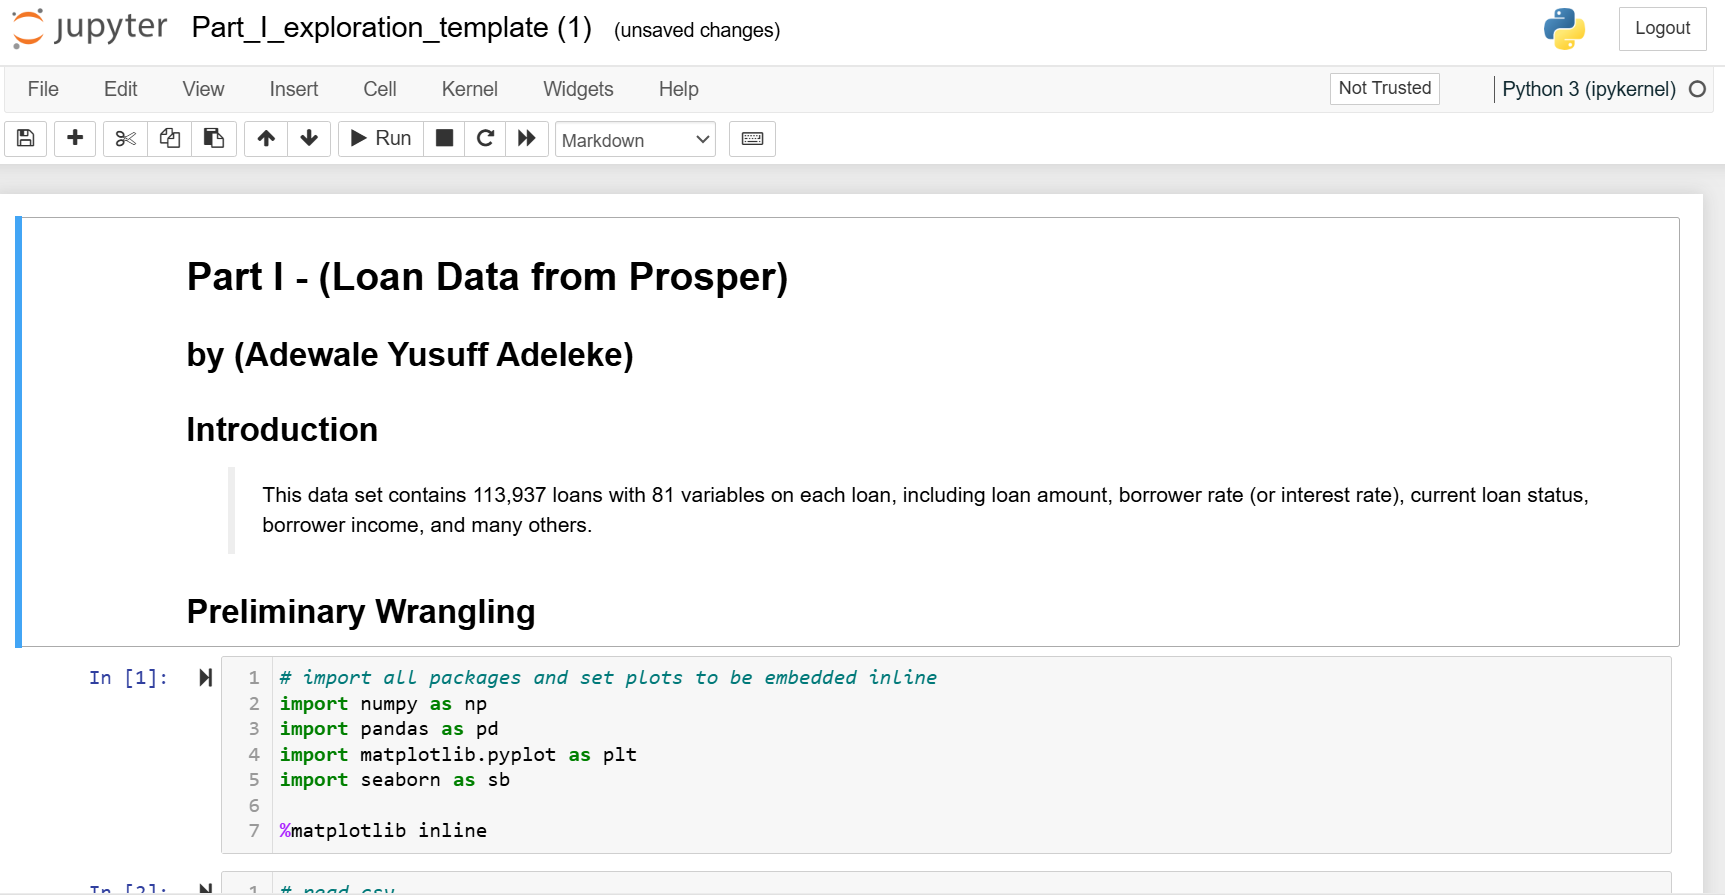 jupyter Part_I_exploration_template (1) (unsaved changes) Logout
File Edit View Insert Cell Kernel Widgets Help Not Trusted Python 3 (ipykernel)
Run Markdown
Part I - (Loan Data from Prosper)
by (Adewale Yusuff Adeleke)
Introduction
This data set contains 113,937 loans with 81 variables on each loan, including loan amount, borrower rate (or interest rate), current loan status,
borrower income, and many others.
Preliminary Wrangling
In [1]: 1 # import all packages and set plots to be embedded inline
2 import numpy as np
3 import pandas as pd
4 import matplotlib.pyplot as plt
5 import seaborn as sb
6
7 %matplotlib inline
In [2]: 1 # read csv